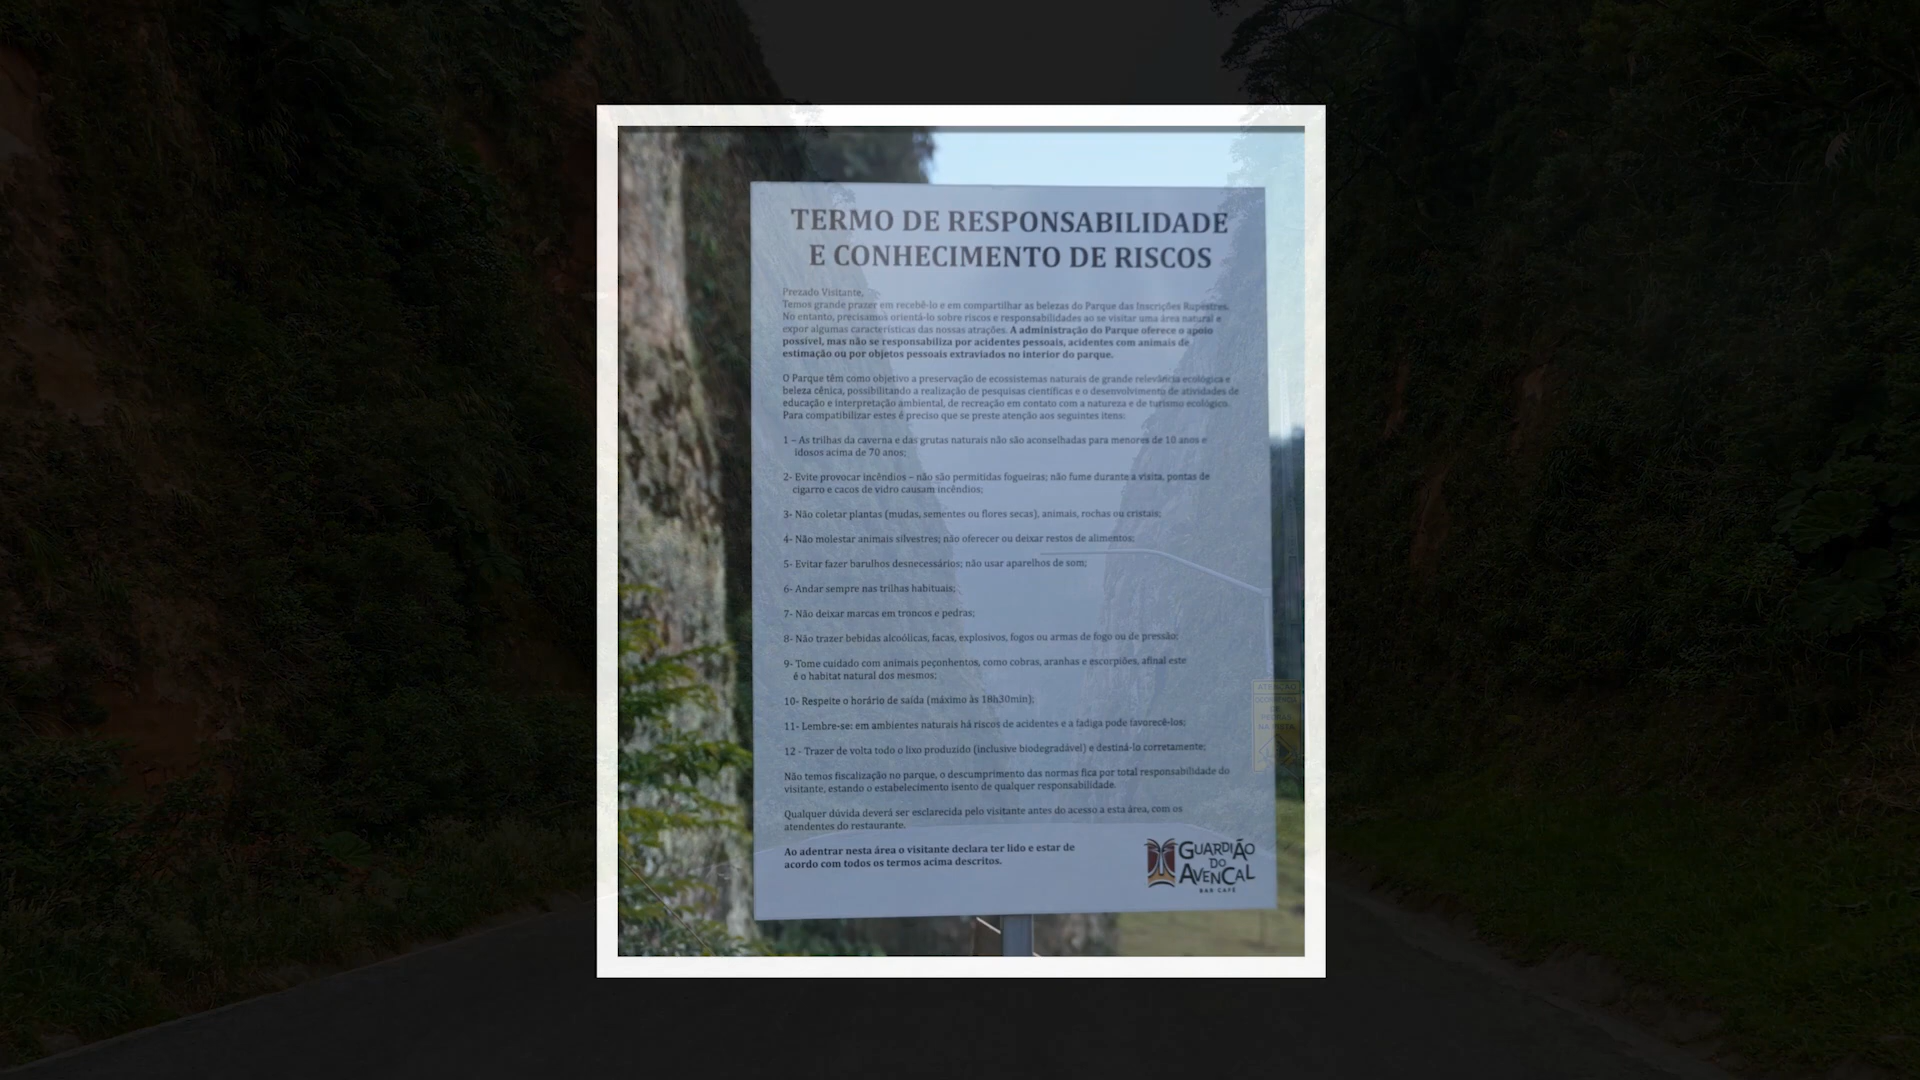 TERMO DE RESPONSABILIDADE
E CONHECIMENTO DE RISCOS
Prezado Visitante,
Temos grande prazer em recebê-lo e em compartilhar as belezas do Parque das Inscrições Rupestres.
No entanto, precisamos orientá-lo sobre riscos e responsabilidades ao se visitar uma área natural e
expor algumas características das nossas atrações. A administração do Parque oferece o apoio
possível, mas não se responsabiliza por acidentes pessoais, acidentes com animais de
estimação ou por objetos pessoais extraviados no interior do parque.
O Parque têm como objetivo a preservação de ecossistemas naturais de grande relevância ecológica e
beleza cênica, possibilitando a realização de pesquisas científicas e o desenvolvimento de atividades de
educação e interpretação ambiental, de recreação em contato com a natureza e de turismo ecológico.
Para compatibilizar estes é preciso que se preste atenção aos seguintes itens:
1 – As trilhas da caverna e das grutas naturais não são aconselhadas para menores de 10 anos e
idosos acima de 70 anos;
2- Evite provocar incêndios – não são permitidas fogueiras; não fume durante a visita, pontas de
cigarro e cacos de vidro causam incêndios;
3- Não coletar plantas (mudas, sementes ou flores secas), animais, rochas ou cristais;
4- Não molestar animais silvestres; não oferecer ou deixar restos de alimentos;
5- Evitar fazer barulhos desnecessários; não usar aparelhos de som;
6- Andar sempre nas trilhas habituais;
7- Não deixar marcas em troncos e pedras;
8- Não trazer bebidas alcoólicas, facas, explosivos, fogos ou armas de fogo ou de pressão;
9- Tome cuidado com animais peçonhentos, como cobras, aranhas e escorpiões, afinal este
é o habitat natural dos mesmos;
10- Respeite o horário de saída (máximo às 18h30min);
11- Lembre-se: em ambientes naturais há riscos de acidentes e a fadiga pode favorecê-los;
12 - Trazer de volta todo o lixo produzido (inclusive biodegradável) e destiná-lo corretamente;
Não temos fiscalização no parque, o descumprimento das normas fica por total responsabilidade do
visitante, estando o estabelecimento isento de qualquer responsabilidade.
Qualquer dúvida deverá ser esclarecida pelo visitante antes do acesso a esta área, com os
atendentes do restaurante.
Ao adentrar nesta área o visitante declara ter lido e estar de
acordo com todos os termos acima descritos.
GUARDIÃO
DO
AVENCAL
BAR CAFÉ